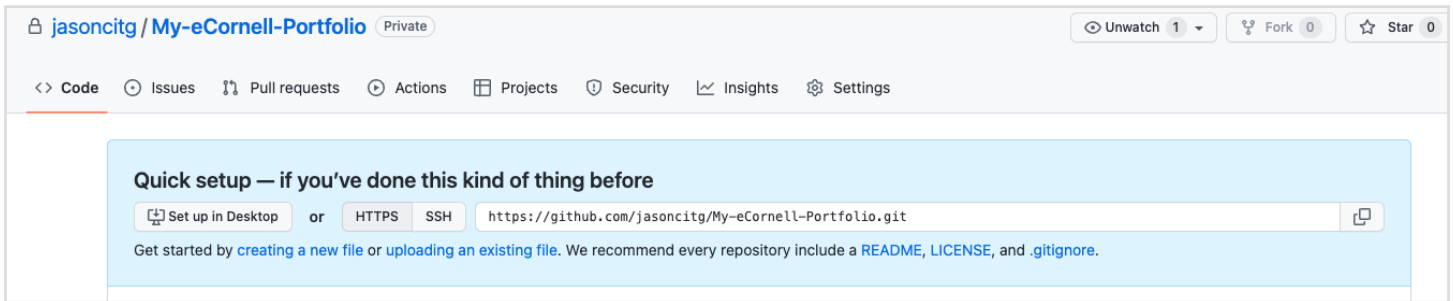 jasoncitg / My-eCornell-Portfolio Private Unwatch 1 Fork 0 Star 0
<> Code Issues Pull requests Actions Projects Security Insights Settings
Quick setup — if you’ve done this kind of thing before
Set up in Desktop or HTTPS SSH https://github.com/jasoncitg/My-eCornell-Portfolio.git
Get started by creating a new file or uploading an existing file. We recommend every repository include a README, LICENSE, and .gitignore.